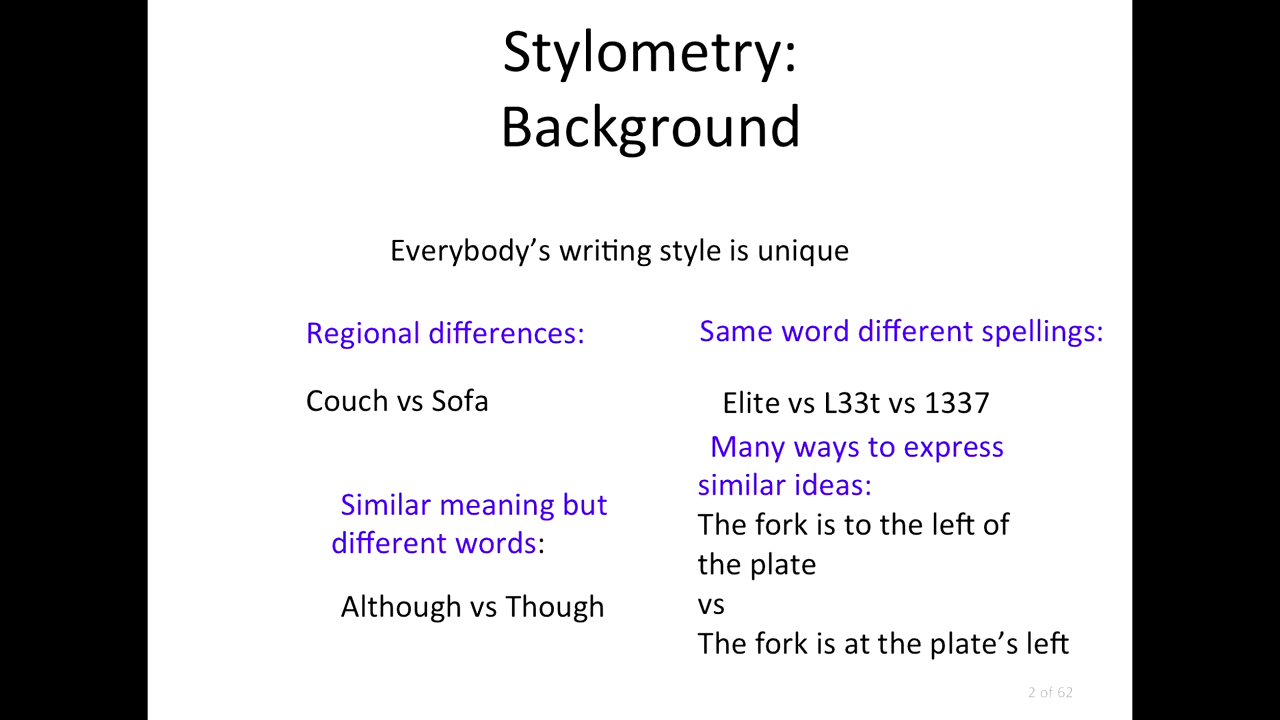 Stylometry:
Background
Everybody’s writing style is unique
Regional differences:
Couch vs Sofa
Similar meaning but
different words:
Although vs Though
Same word different spellings:
Elite vs L33t vs 1337
Many ways to express
similar ideas:
The fork is to the left of
the plate
vs
The fork is at the plate’s left
2 of 62